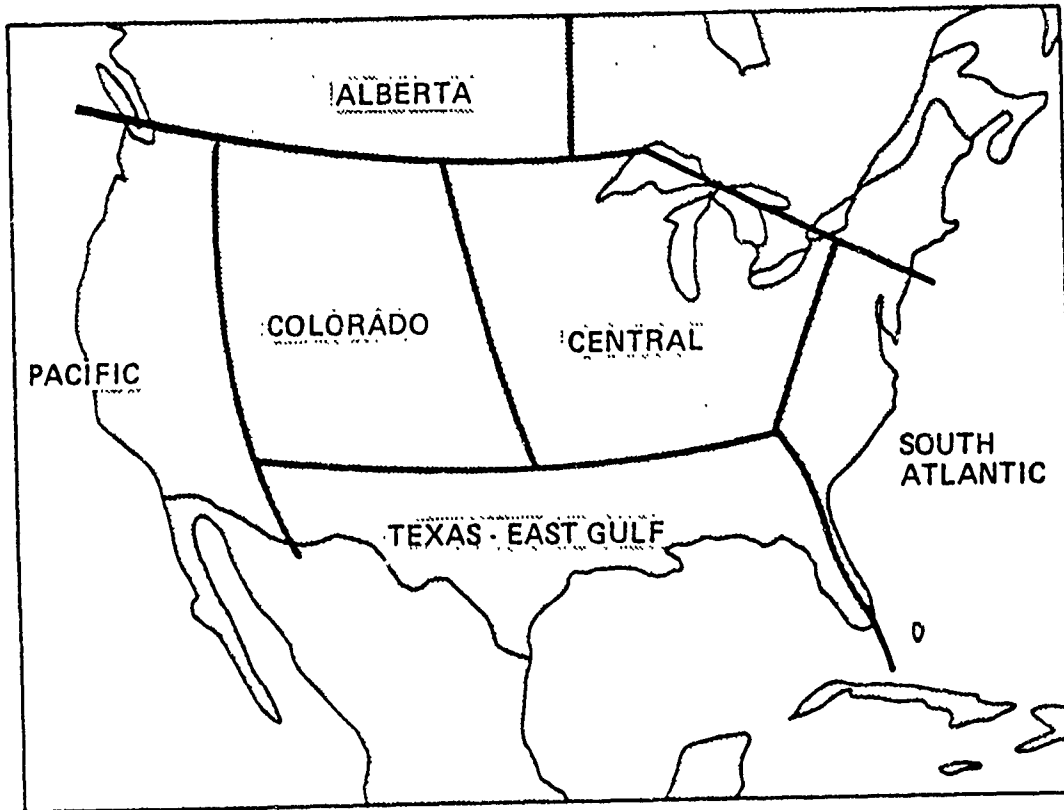 ALBERTA
COLORADO
CENTRAL
PACIFIC
SOUTH
ATLANTIC
TEXAS - EAST GULF